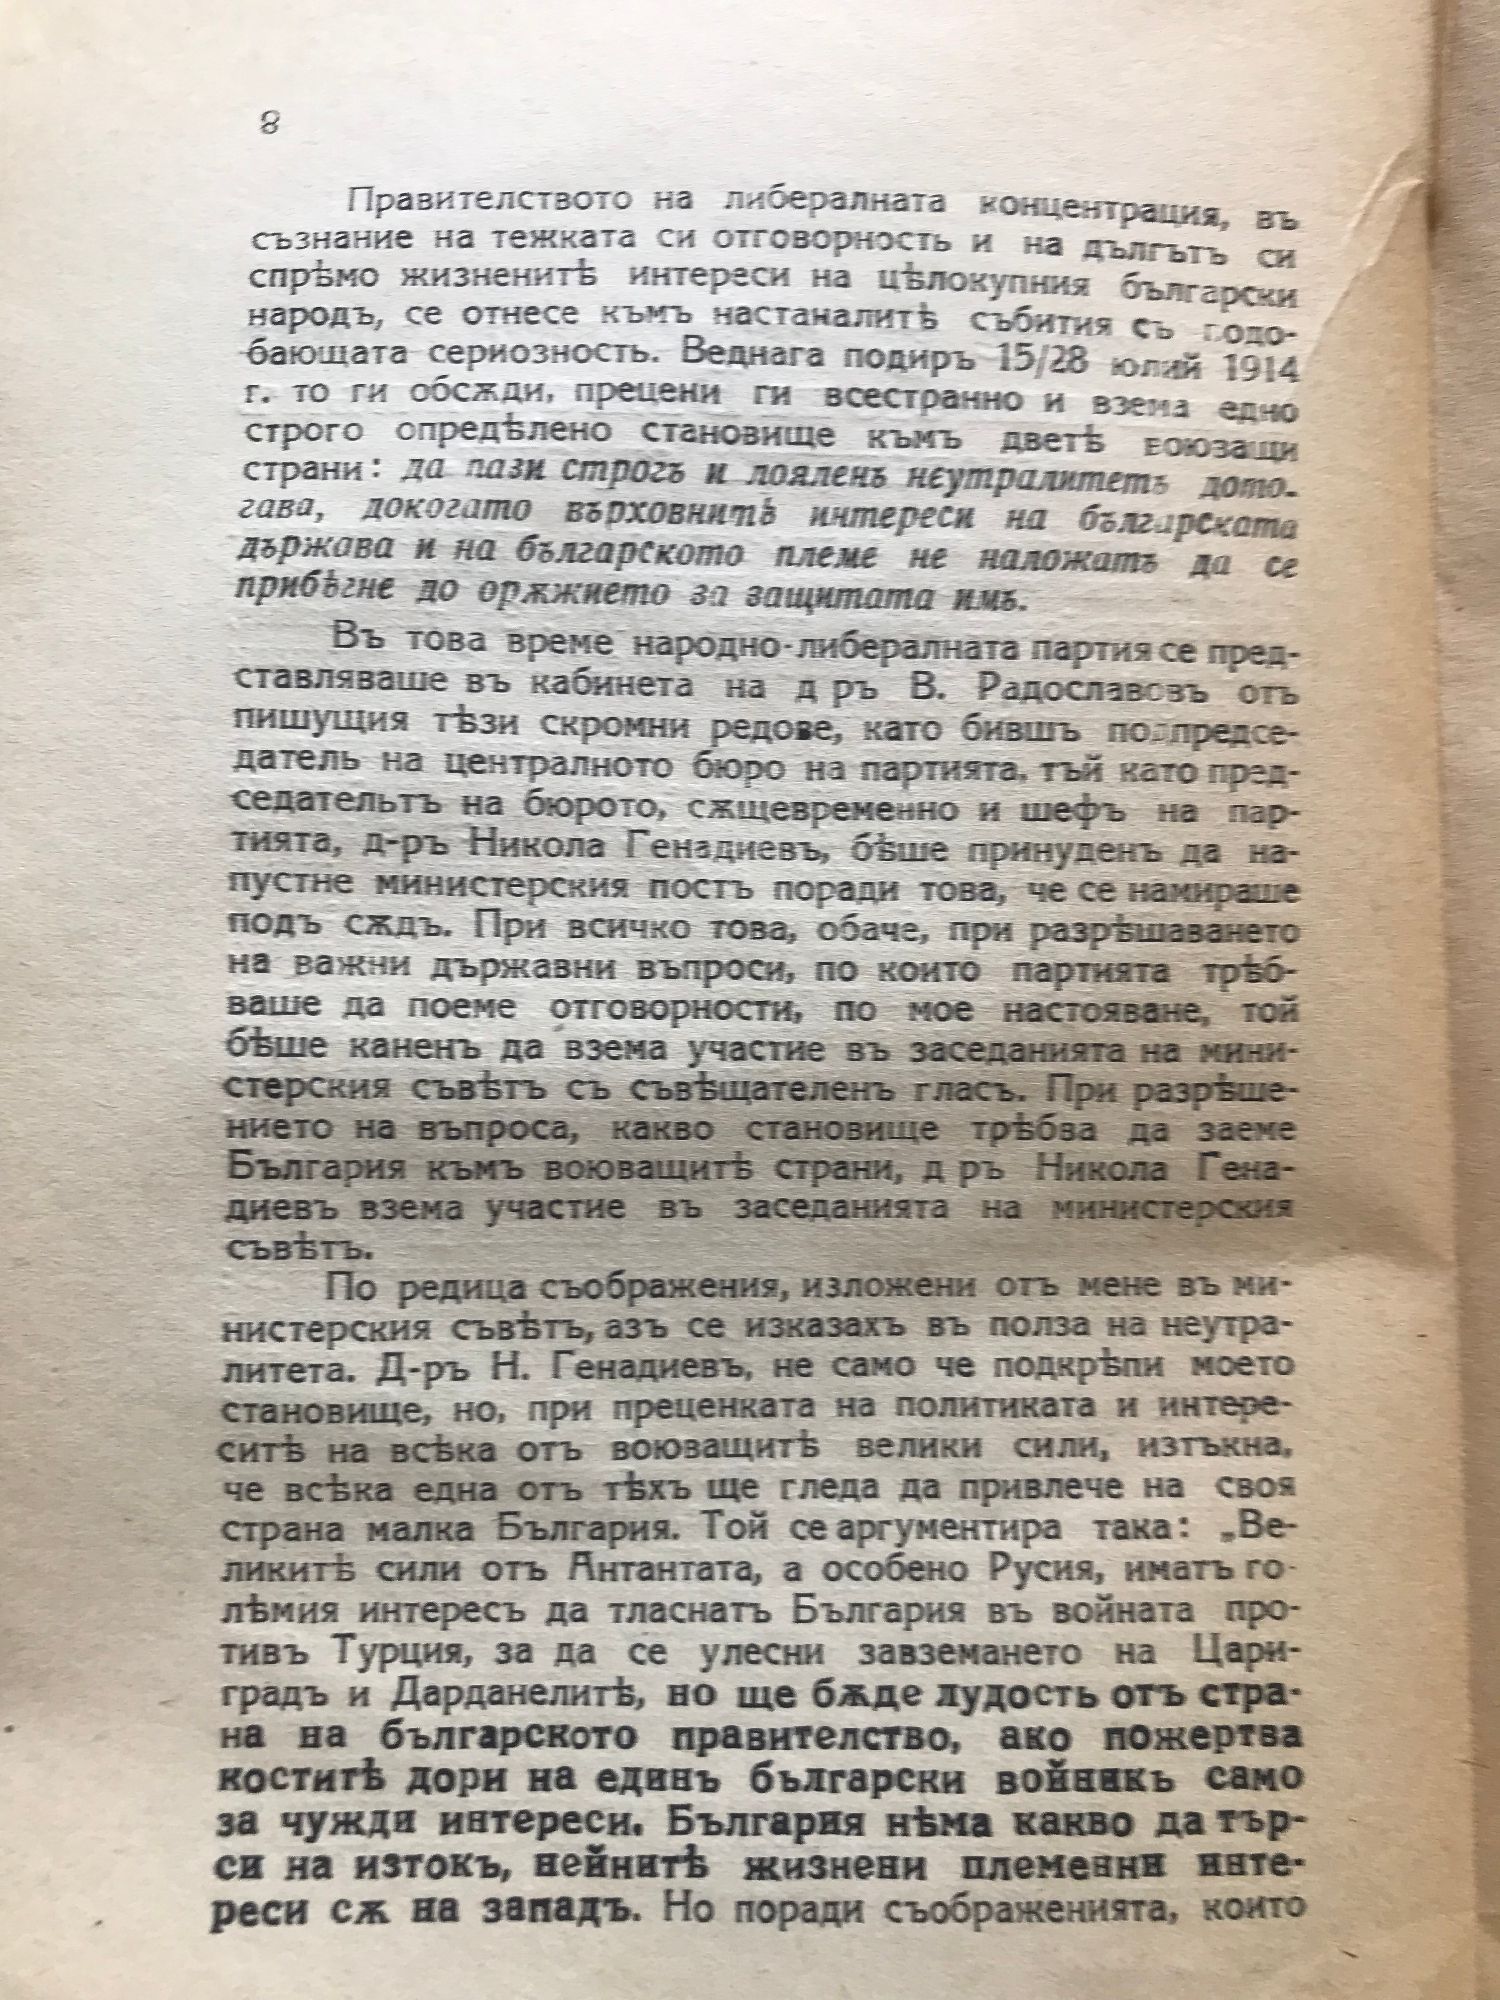 8
Правителството на либералната концентрация, въ
съзнание на тежката си отговорность и на дългътъ си
спрѣмо жизненитѣ интереси на цѣлокупния български
народъ, се отнесе къмъ настаналитѣ събития съ подо-
бающата сериозность. Веднага подиръ 15/28 юлий 1914
г. то ги обсѫди, прецени ги всестранно и взема едно
строго опредѣлено становище къмъ дветѣ воюзащи
страни: да пази строгъ и лояленъ неутралитетъ дото-
гава, докогато върховнитѣ интереси на българската
държава и на българското племе не наложатъ да се
прибѣгне до орѫжието за защитата имъ.
Въ това време народно-либералната партия се пред-
ставляваше въ кабинета на д ръ В. Радославовъ отъ
пишущия тѣзи скромни редове, като бившъ подпредсе-
датель на централното бюро на партията, тъй като пред-
седательтъ на бюрото, сѫщевременно и шефъ на пар-
тията, д-ръ Никола Генадиевъ, бѣше принуденъ да на-
пустне министерския постъ поради това, че се намираше
подъ сѫдъ. При всичко това, обаче, при разрѣшаването
на важни държавни въпроси, по които партията трѣб-
ваше да поеме отговорности, по мое настояване, той
бѣше каненъ да взема участие въ заседанията на мини-
стерския съвѣтъ съ съвѣщателенъ гласъ. При разрѣше-
нието на въпроса, какво становище трѣбва да заеме
България къмъ воюващитѣ страни, д ръ Никола Гена-
диевъ взема участие въ заседанията на министерския
съвѣтъ.
По редица съображения, изложени отъ мене въ ми-
нистерския съвѣтъ, азъ се изказахъ въ полза на неутра-
литета. Д-ръ Н. Генадиевъ, не само че подкрѣпи моето
становище, но, при преценката на политиката и интере-
ситѣ на всѣка отъ воюващитѣ велики сили, изтъкна,
че всѣка една отъ тѣхъ ще гледа да привлече на своя
страна малка България. Той се аргументира така: „Ве-
ликитѣ сили отъ Антантата, а особено Русия, иматъ го-
лѣмия интересъ да тласнатъ България въ войната про-
тивъ Турция, за да се улесни завземането на Цари-
градъ и Дарданелитѣ, но ще бѫде лудость отъ стра-
на на българското правителство, ако пожертва
коститѣ дори на единъ български войникъ само
за чужди интереси. България нѣма какво да тър-
си на изтокъ, нейнитѣ жизнени племенни инте-
реси сѫ на западъ. Но поради съображенията, които